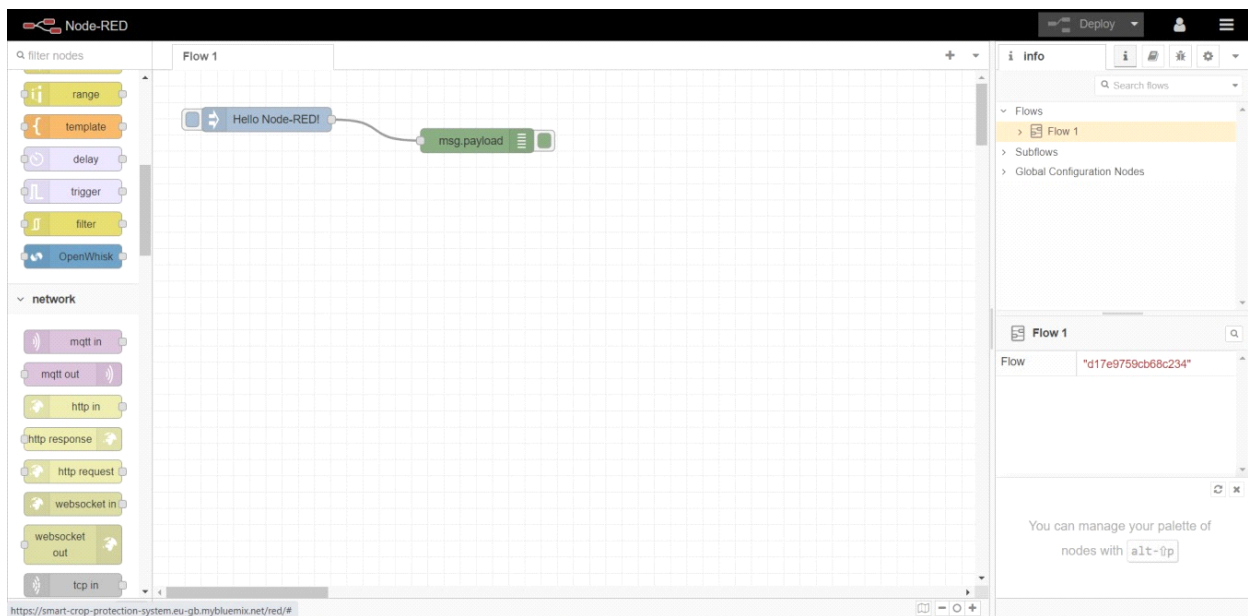 Node-RED
Deploy
filter nodes
Flow 1
info
i
Search flows
range
template
delay
trigger
filter
OpenWhisk
network
mqtt in
mqtt out
http in
http response
http request
websocket in
websocket
out
tcp in
Hello Node-RED!
msg.payload
Flows
Flow 1
Subflows
Global Configuration Nodes
Flow 1
Flow
"d17e9759cb68c234"
You can manage your palette of
nodes with alt-⇧p
https://smart-crop-protection-system.eu-gb.mybluemix.net/red/#